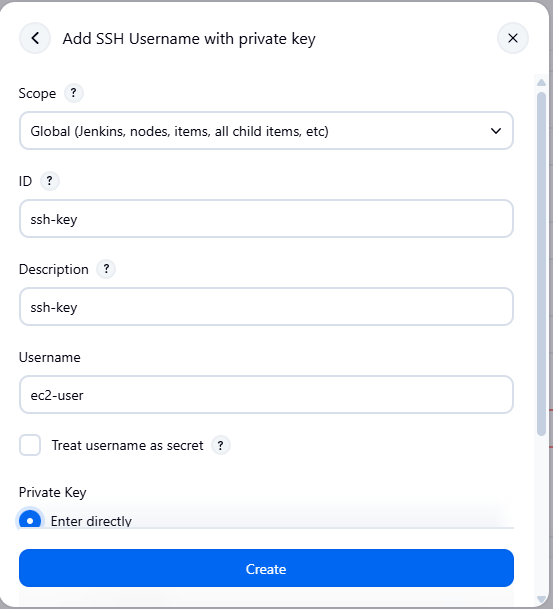 Add SSH Username with private key
Scope ?
Global (Jenkins, nodes, items, all child items, etc)
ID ?
ssh-key
Description ?
ssh-key
Username
ec2-user
Treat username as secret ?
Private Key
Enter directly
Create